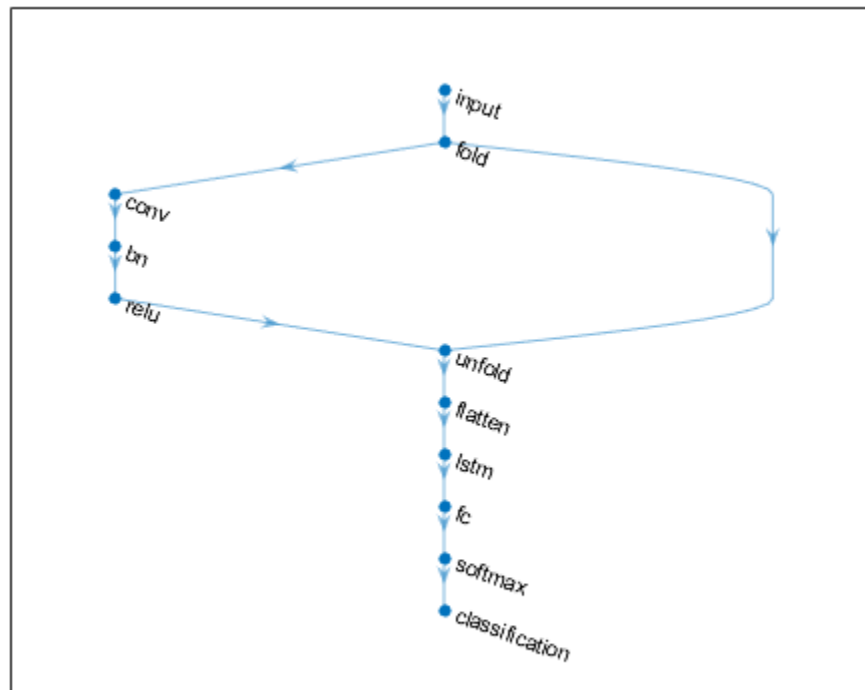 input
fold
conv
bn
relu
unfold
flatten
lstm
fc
softmax
classification